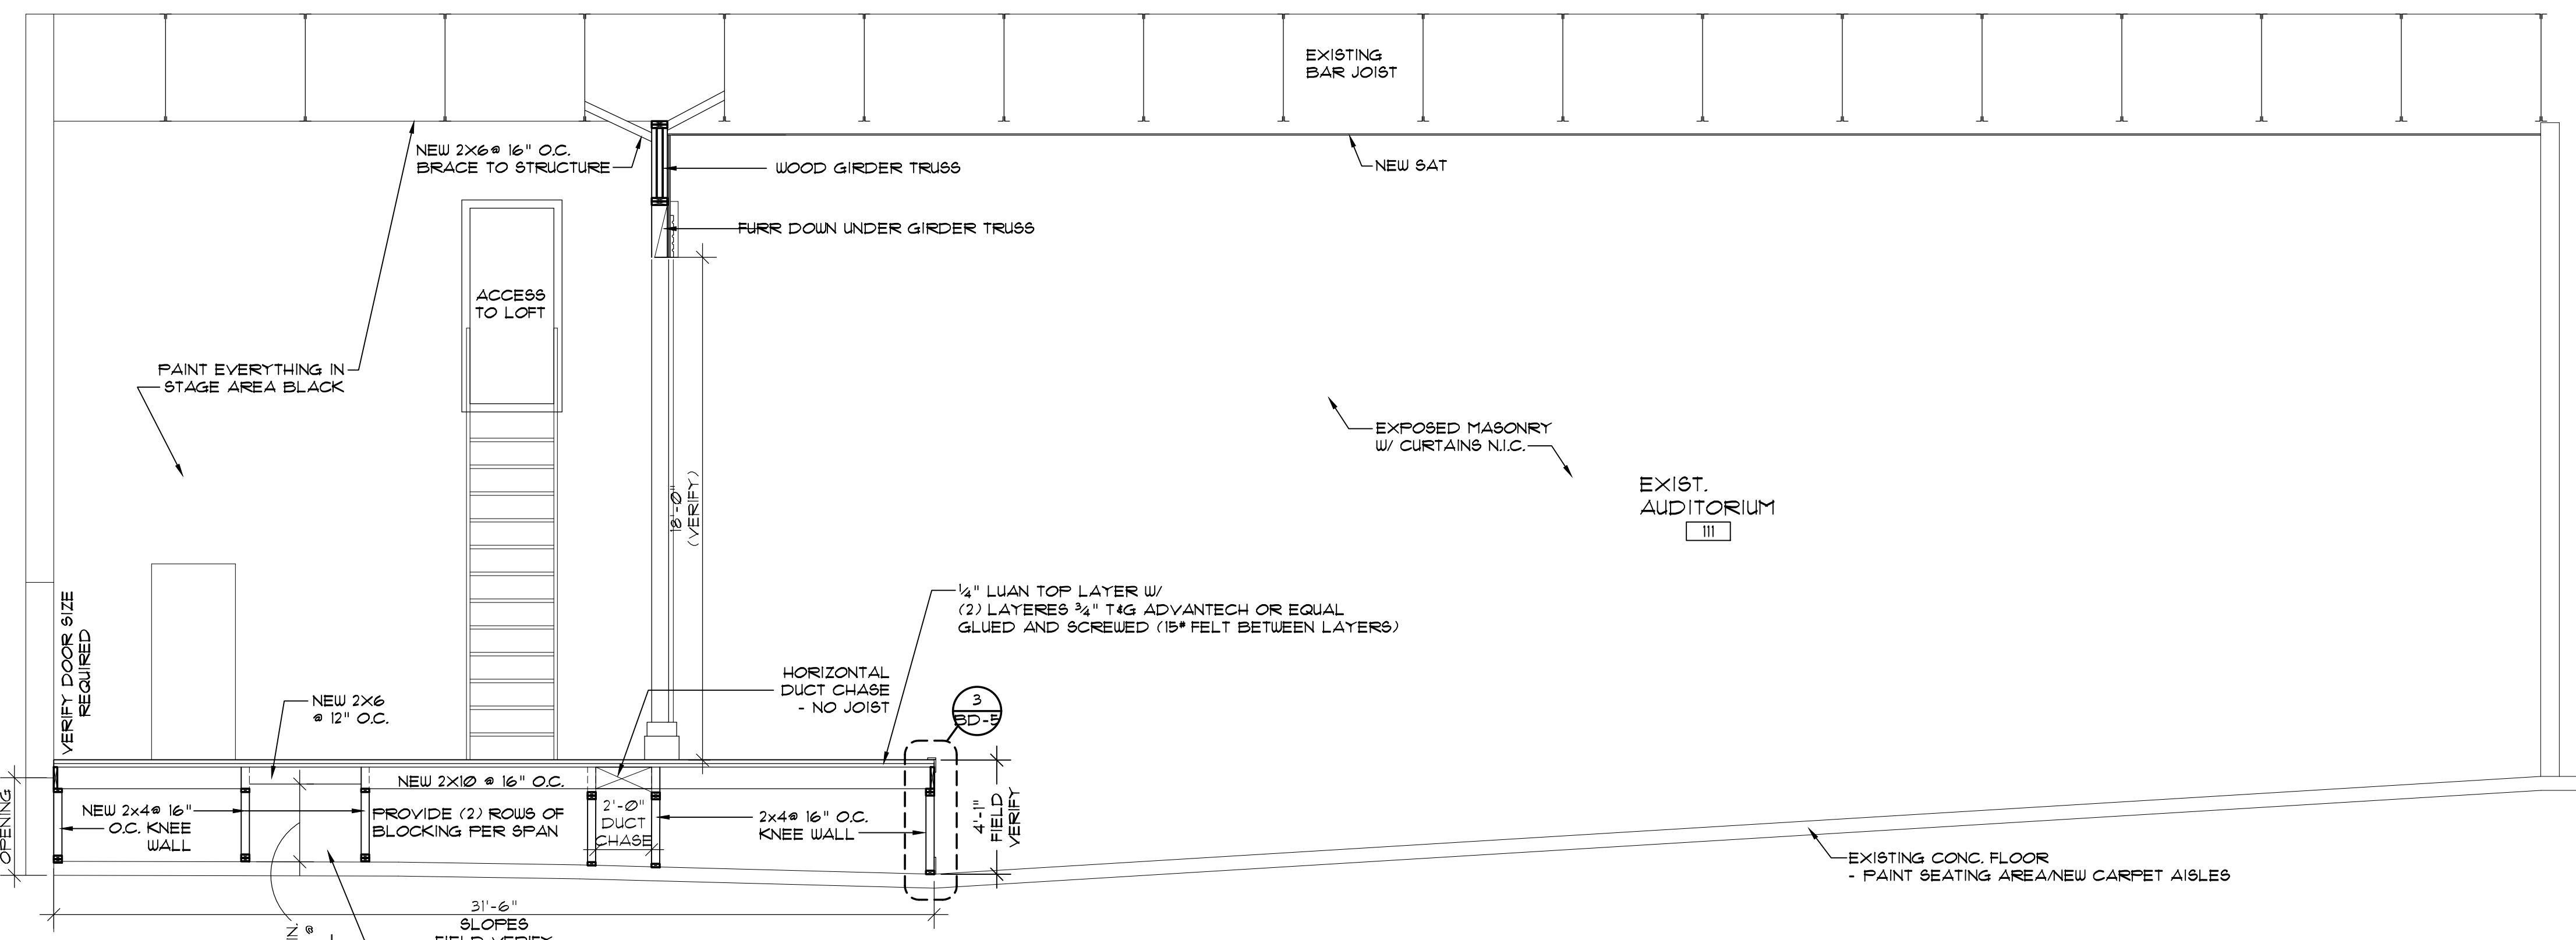 EXISTING
BAR JOIST
NEW 2X6@ 16" O.C.
BRACE TO STRUCTURE
WOOD GIRDER TRUSS
NEW SAT
FURR DOWN UNDER GIRDER TRUSS
ACCESS
TO LOFT
PAINT EVERYTHING IN
STAGE AREA BLACK
EXPOSED MASONRY
W/ CURTAINS N.I.C.
EXIST.
AUDITORIUM
111
18'-0"
(VERIFY)
VERIFY DOOR SIZE
REQUIRED
1/4" LUAN TOP LAYER W/
(2) LAYERES 3/4" T&G ADVANTECH OR EQUAL
GLUED AND SCREWED (15# FELT BETWEEN LAYERS)
HORIZONTAL
DUCT CHASE
- NO JOIST
3
BD-5
NEW 2X6
@ 12" O.C.
NEW 2X10 @ 16" O.C.
NEW 2x4@ 16"
O.C. KNEE
WALL
PROVIDE (2) ROWS OF
BLOCKING PER SPAN
2'-0"
DUCT
CHASE
2x4@ 16" O.C.
KNEE WALL
4'-1"
FIELD
VERIFY
OPENING
EXISTING CONC. FLOOR
- PAINT SEATING AREA/NEW CARPET AISLES
31'-6"
SLOPES
FIELD VERIFY